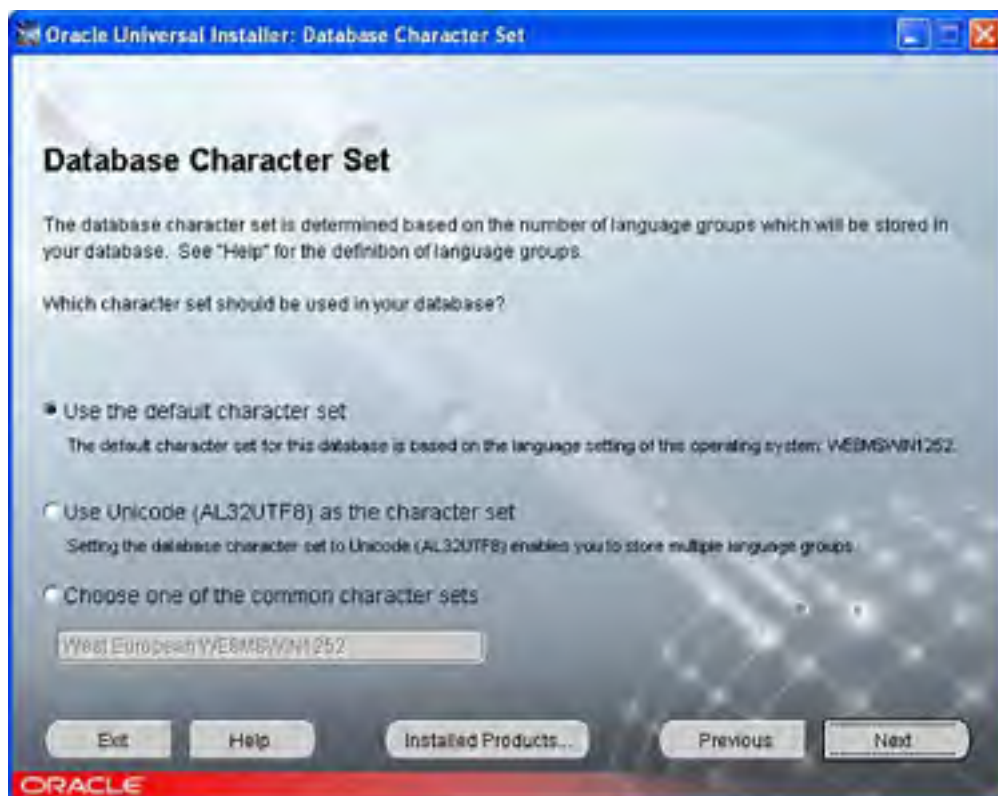 Oracle Universal Installer: Database Character Set
Database Character Set
The database character set is determined based on the number of language groups which will be stored in
your database. See "Help" for the definition of language groups.
Which character set should be used in your database?
Use the default character set
The default character set for this database is based on the language setting of this operating system: WE8MSWIN1252.
Use Unicode (AL32UTF8) as the character set
Setting the database character set to Unicode (AL32UTF8) enables you to store multiple language groups.
Choose one of the common character sets
West European WE8MSWIN1252
Exit Help Installed Products... Previous Next
ORACLE